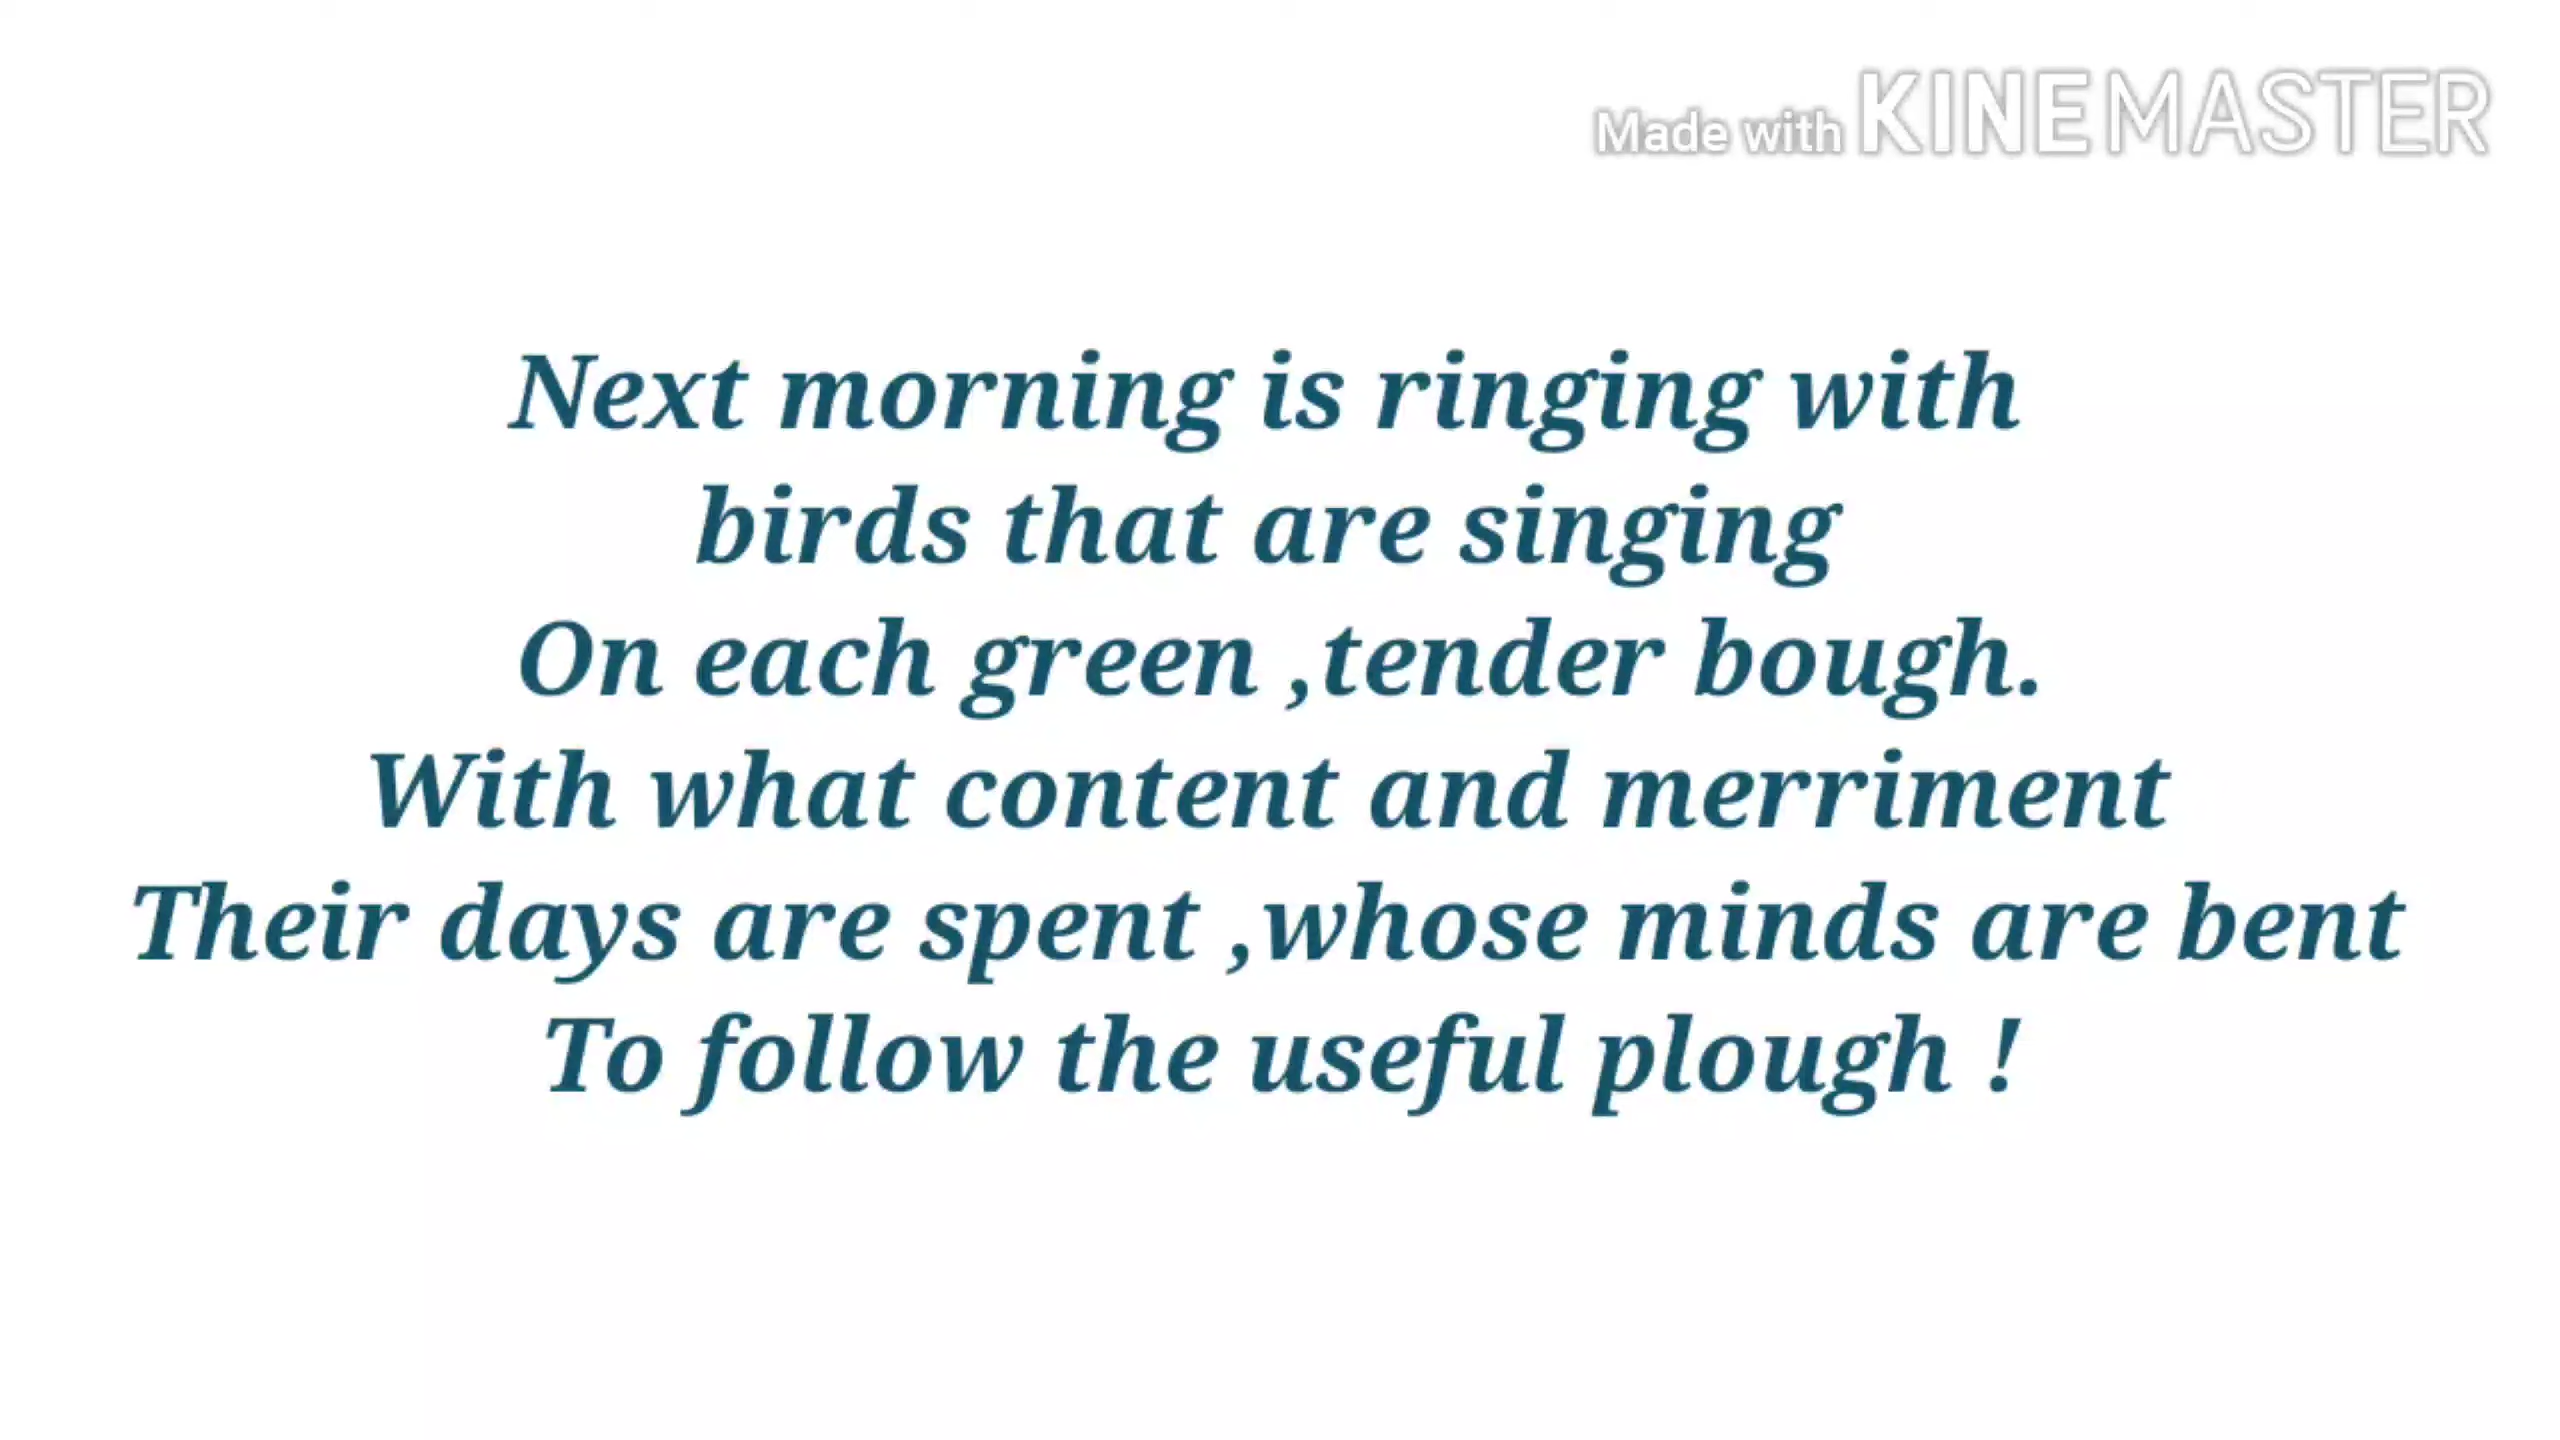 Made with KINEMASTER
Next morning is ringing with
birds that are singing
On each green ,tender bough.
With what content and merriment
Their days are spent ,whose minds are bent
To follow the useful plough !